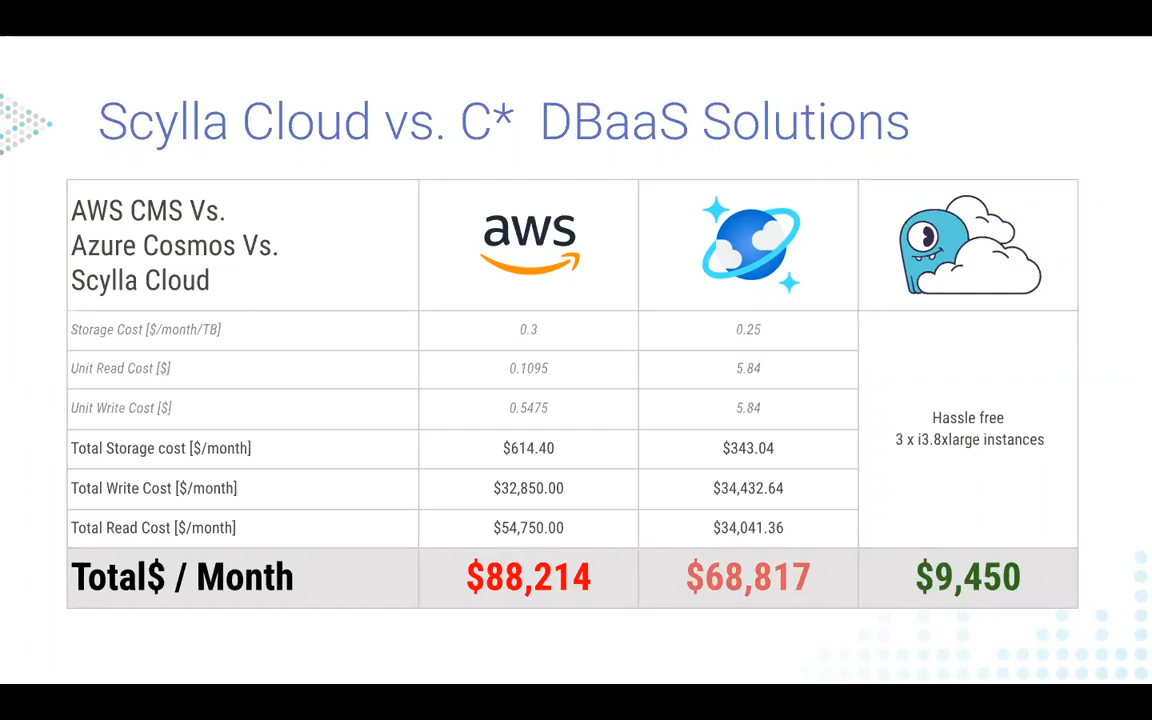 Scylla Cloud vs. C* DBaaS Solutions
AWS CMS Vs.
Azure Cosmos Vs.
Scylla Cloud
aws
Storage Cost [$/month/TB]
0.3
0.25
Unit Read Cost [$]
0.1095
5.84
Unit Write Cost [$]
0.5475
5.84
Hassle free
3 x i3.8xlarge instances
Total Storage cost [$/month]
$614.40
$343.04
Total Write Cost [$/month]
$32,850.00
$34,432.64
Total Read Cost [$/month]
$54,750.00
$34,041.36
Total$ / Month
$88,214
$68,817
$9,450